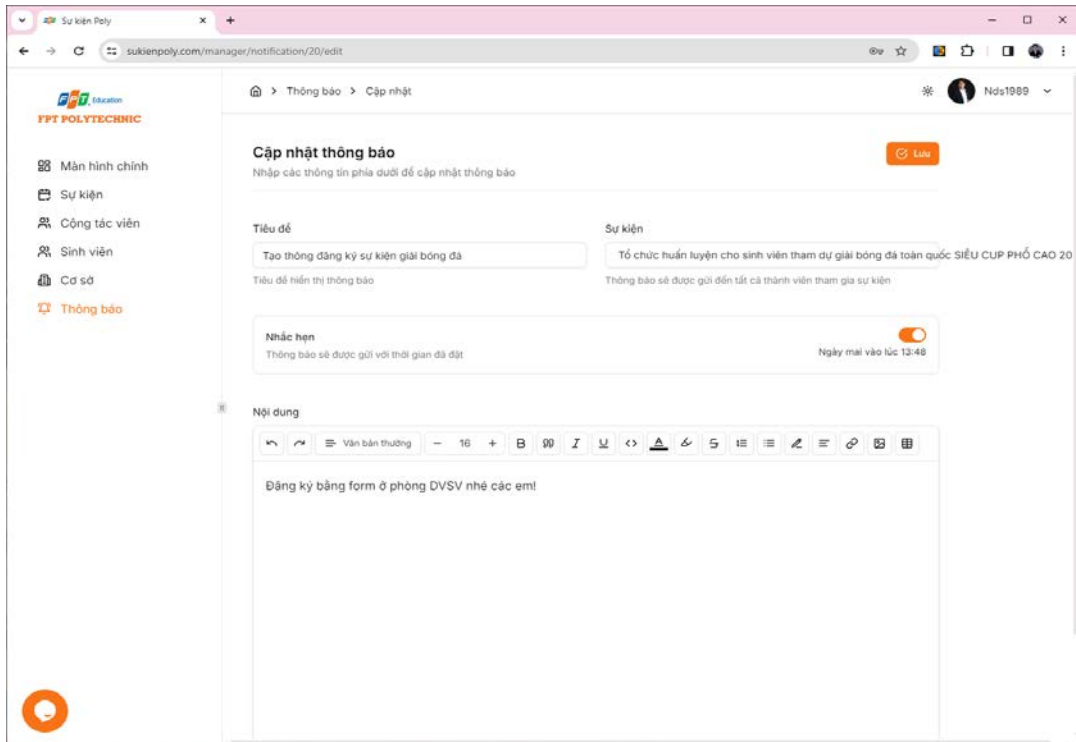 Sự kiện Poly
sukienpoly.com/manager/notification/20/edit
FPT Education
FPT POLYTECHNIC
Thông báo > Cập nhật
Nds1989
Màn hình chính
Sự kiện
Cộng tác viên
Sinh viên
Cơ sở
Thông báo
Cập nhật thông báo
Lưu
Nhập các thông tin phía dưới để cập nhật thông báo
Tiêu đề
Sự kiện
Tao thông đăng ký sự kiện giải bóng đá
Tổ chức huấn luyện cho sinh viên tham dự giải bóng đá toàn quốc SIÊU CUP PHỔ CAO 20
Tiêu đề hiển thị thông báo
Thông báo sẽ được gửi đến tất cả thành viên tham gia sự kiện
Nhắc hẹn
Thông báo sẽ được gửi với thời gian đã đặt
Ngày mai vào lúc 13:48
Nội dung
Văn bản thường
16
Đăng ký bằng form ở phòng DVSV nhé các em!